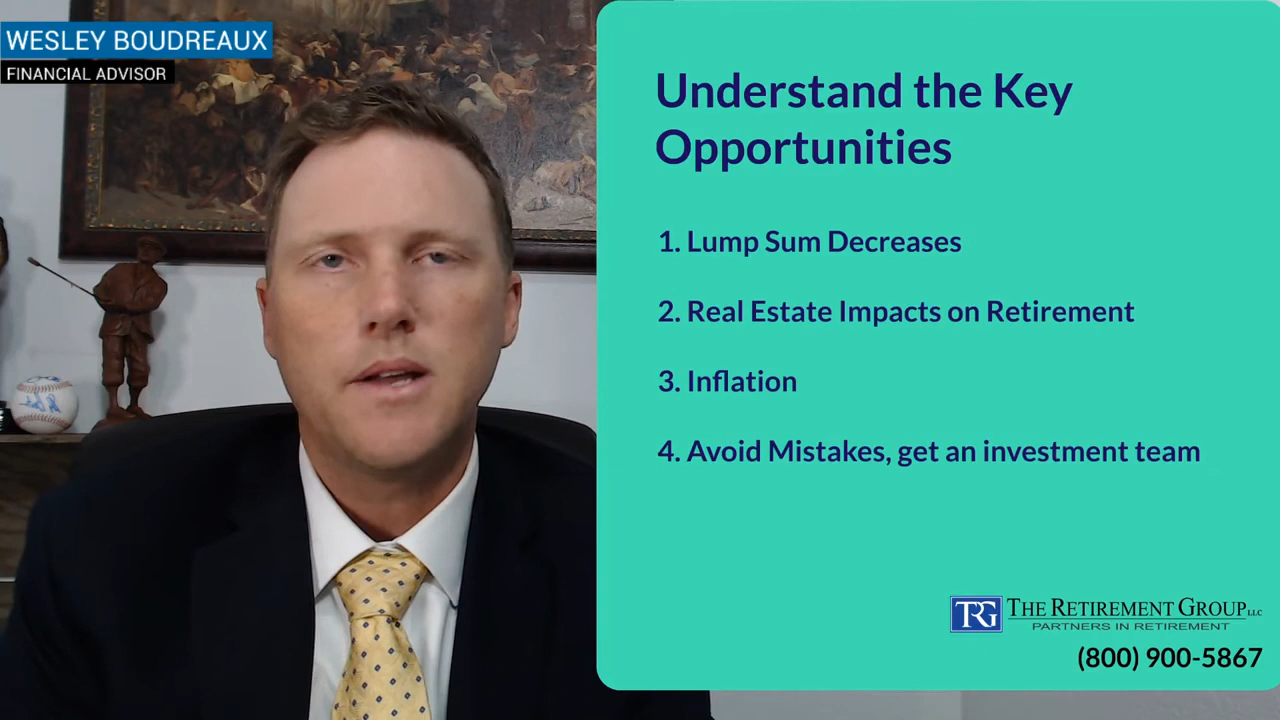 WESLEY BOUDREAUX
FINANCIAL ADVISOR
Understand the Key
Opportunities
1. Lump Sum Decreases
2. Real Estate Impacts on Retirement
3. Inflation
4. Avoid Mistakes, get an investment team
TRG THE RETIREMENT GROUP LLC
PARTNERS IN RETIREMENT
(800) 900-5867